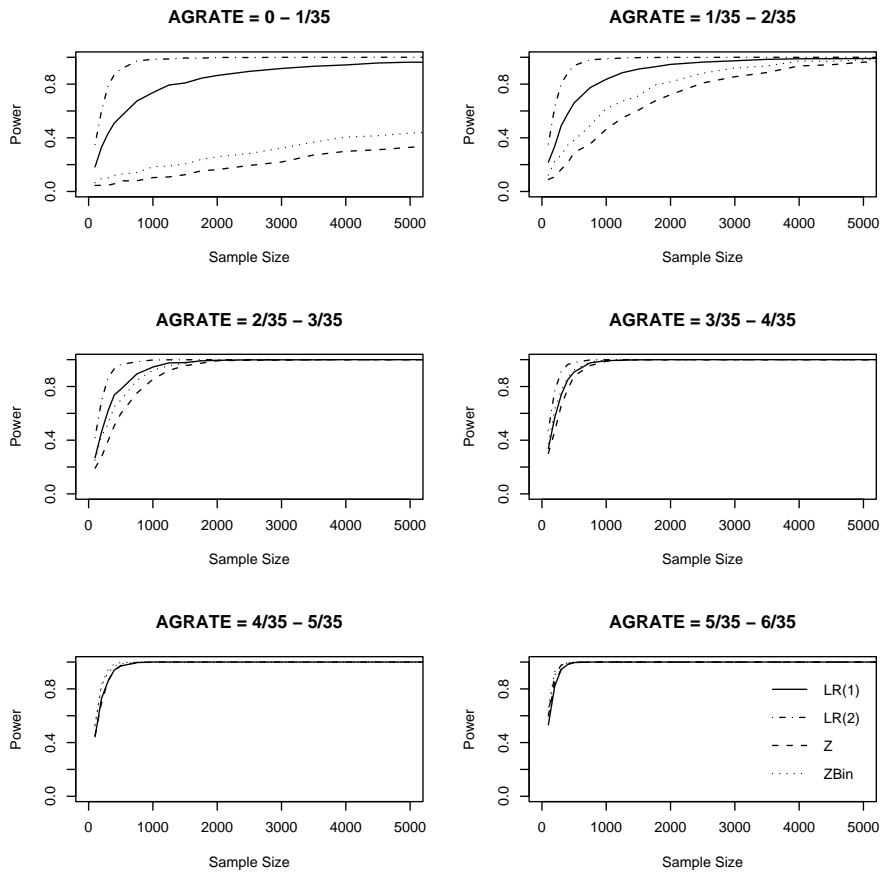 AGRATE = 0 − 1/35
Power
0.0 0.4 0.8
0 1000 2000 3000 4000 5000
Sample Size
AGRATE = 1/35 − 2/35
Power
0.0 0.4 0.8
0 1000 2000 3000 4000 5000
Sample Size
AGRATE = 2/35 − 3/35
Power
0.0 0.4 0.8
0 1000 2000 3000 4000 5000
Sample Size
AGRATE = 3/35 − 4/35
Power
0.0 0.4 0.8
0 1000 2000 3000 4000 5000
Sample Size
AGRATE = 4/35 − 5/35
Power
0.0 0.4 0.8
0 1000 2000 3000 4000 5000
Sample Size
AGRATE = 5/35 − 6/35
Power
0.0 0.4 0.8
LR(1)
LR(2)
Z
ZBin
0 1000 2000 3000 4000 5000
Sample Size